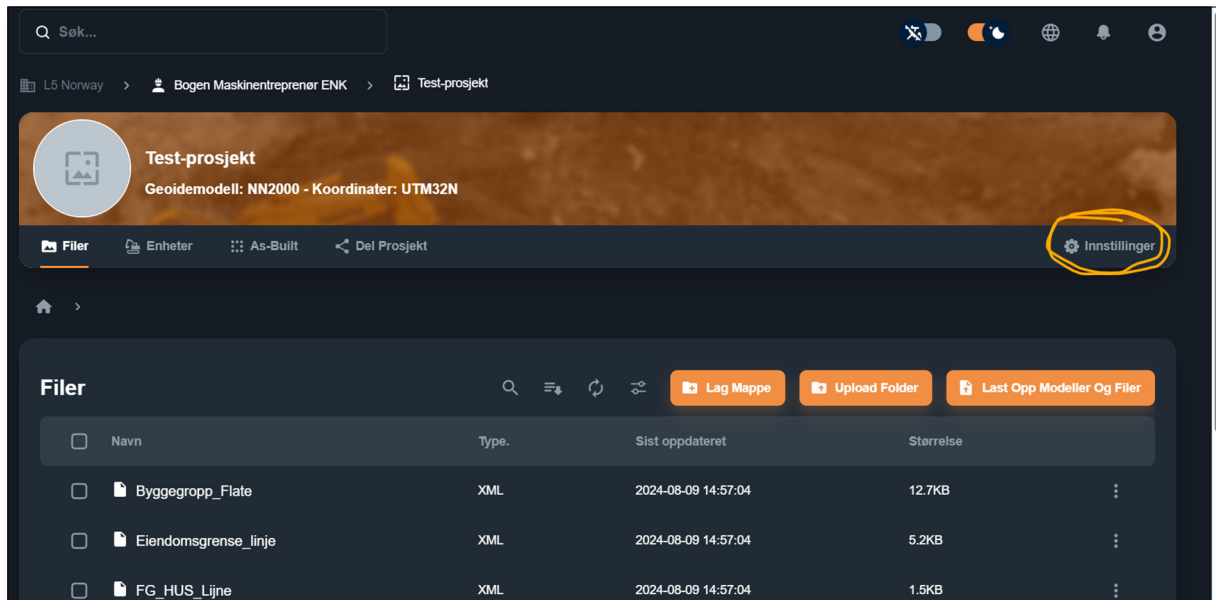 Søk...
L5 Norway > Bogen Maskinentreprenør ENK > Test-prosjekt
Test-prosjekt
Geoidemodell: NN2000 - Koordinater: UTM32N
Filer Enheter As-Built Del Prosjekt Innstillinger
Filer Lag Mappe Upload Folder Last Opp Modeller Og Filer
Navn Type. Sist oppdateret Størrelse
Byggegropp_Flate XML 2024-08-09 14:57:04 12.7KB
Eiendomsgrense_linje XML 2024-08-09 14:57:04 5.2KB
FG_HUS_Lijne XML 2024-08-09 14:57:04 1.5KB